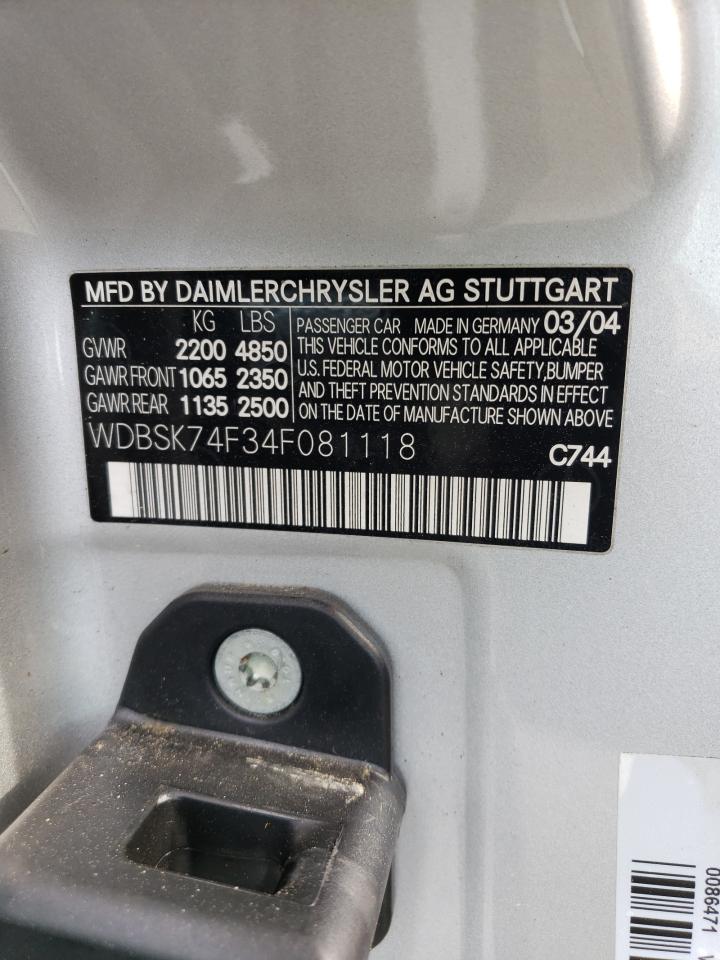 MFD BY DAIMLERCHRYSLER AG STUTTGART
KG LBS
GVWR 2200 4850
GAWR FRONT 1065 2350
GAWR REAR 1135 2500
PASSENGER CAR MADE IN GERMANY 03/04
THIS VEHICLE CONFORMS TO ALL APPLICABLE
U.S. FEDERAL MOTOR VEHICLE SAFETY,BUMPER
AND THEFT PREVENTION STANDARDS IN EFFECT
ON THE DATE OF MANUFACTURE SHOWN ABOVE
WDBSK74F34F081118
C744
0086471